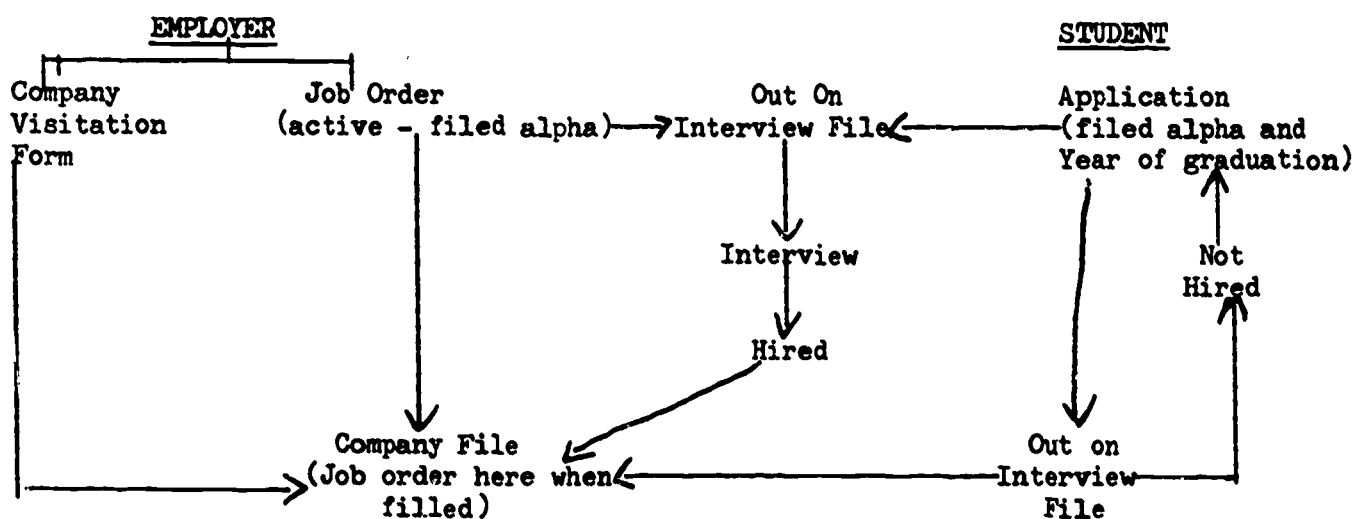 EMPLOYER
STUDENT
Company
Visitation
Form
Job Order
(active - filed alpha)
Out On
Interview File
Application
(filed alpha and
Year of graduation)
Interview
Not
Hired
Hired
Company File
(Job order here when
filled)
Out on
Interview
File